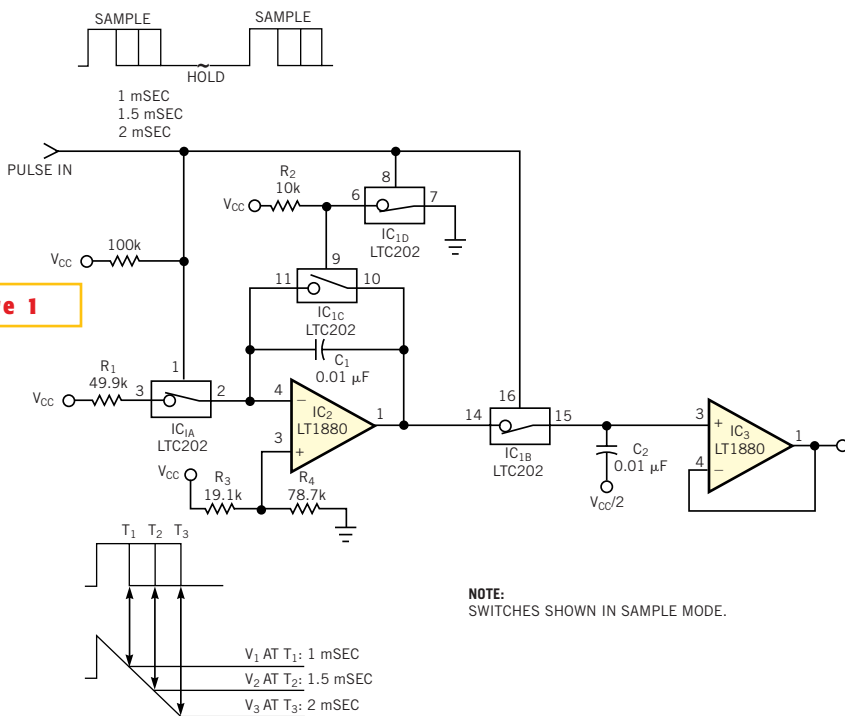 SAMPLE
SAMPLE
HOLD
1 mSEC
1.5 mSEC
2 mSEC
PULSE IN
R2
10k
VCC
6
8
7
IC1D
LTC202
VCC
100k
9
11
10
IC1C
LTC202
e 1
C1
0.01 µF
R1
49.9k
VCC
3
1
2
IC1A
LTC202
4
−
IC2
LT1880
3
+
1
VCC
R3
19.1k
R4
78.7k
16
14
15
IC1B
LTC202
C2
0.01 µF
VCC/2
3
+
IC3
LT1880
4
−
1
T1 T2 T3
NOTE:
SWITCHES SHOWN IN SAMPLE MODE.
V1 AT T1: 1 mSEC
V2 AT T2: 1.5 mSEC
V3 AT T3: 2 mSEC